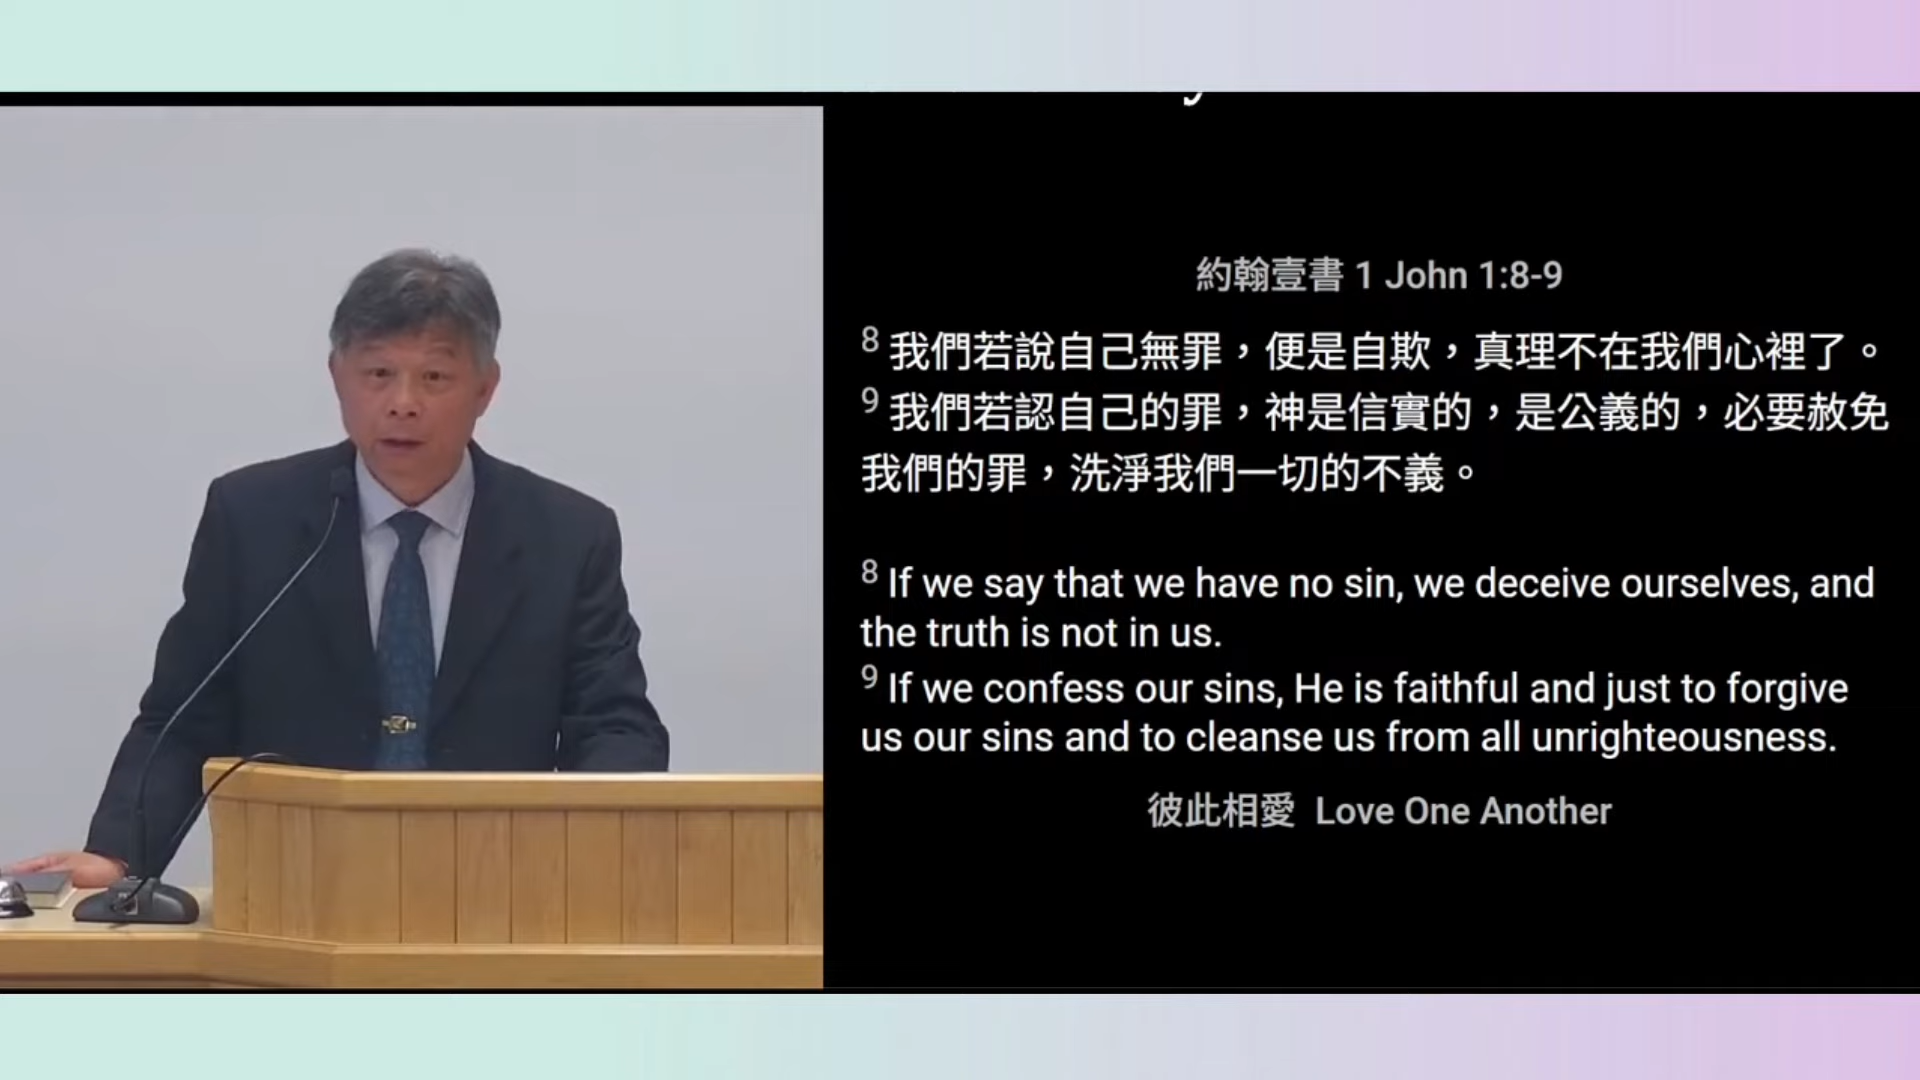 約翰壹書 1 John 1:8-9
8 我們若說自己無罪，便是自欺，真理不在我們心裡了。
9 我們若認自己的罪，神是信實的，是公義的，必要赦免
我們的罪，洗淨我們一切的不義。
8 If we say that we have no sin, we deceive ourselves, and
the truth is not in us.
9 If we confess our sins, He is faithful and just to forgive
us our sins and to cleanse us from all unrighteousness.
彼此相愛 Love One Another